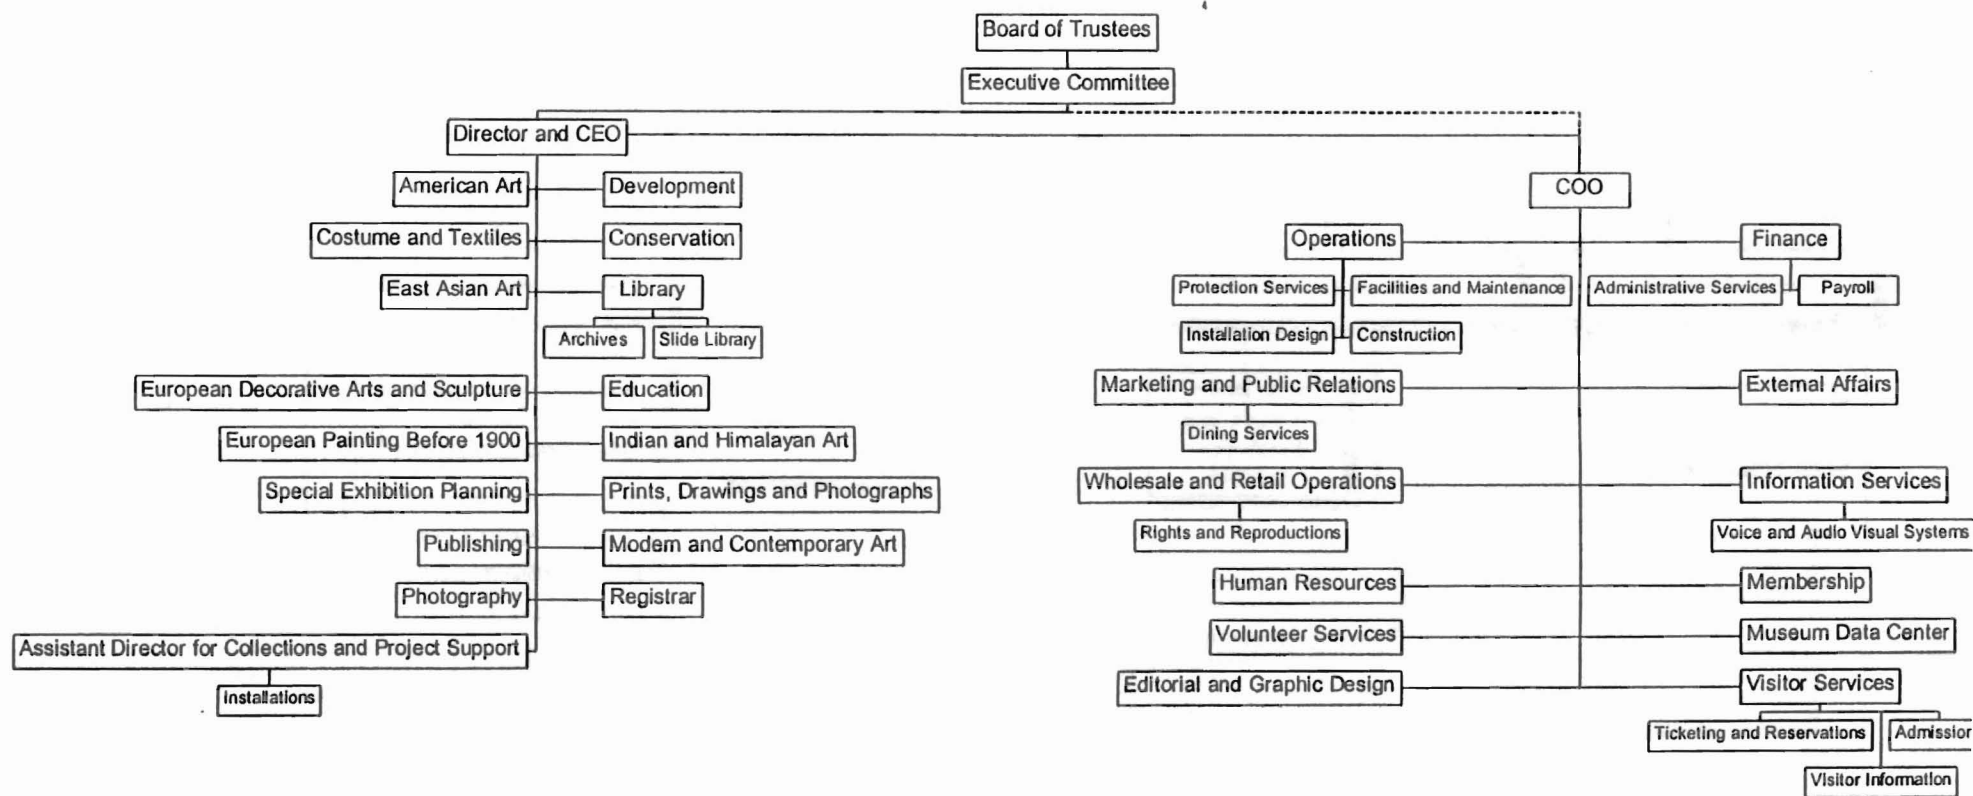 Board of Trustees
Executive Committee
Director and CEO
American Art
Development
COO
Costume and Textiles
Conservation
Operations
Finance
East Asian Art
Library
Protection Services
Facilities and Maintenance
Administrative Services
Payroll
Archives
Slide Library
Installation Design
Construction
European Decorative Arts and Sculpture
Education
Marketing and Public Relations
External Affairs
European Painting Before 1900
Indian and Himalayan Art
Dining Services
Special Exhibition Planning
Prints, Drawings and Photographs
Wholesale and Retail Operations
Information Services
Rights and Reproductions
Voice and Audio Visual Systems
Publishing
Modern and Contemporary Art
Photography
Registrar
Human Resources
Membership
Assistant Director for Collections and Project Support
Volunteer Services
Museum Data Center
Installations
Editorial and Graphic Design
Visitor Services
Ticketing and Reservations
Admission
Visitor Information